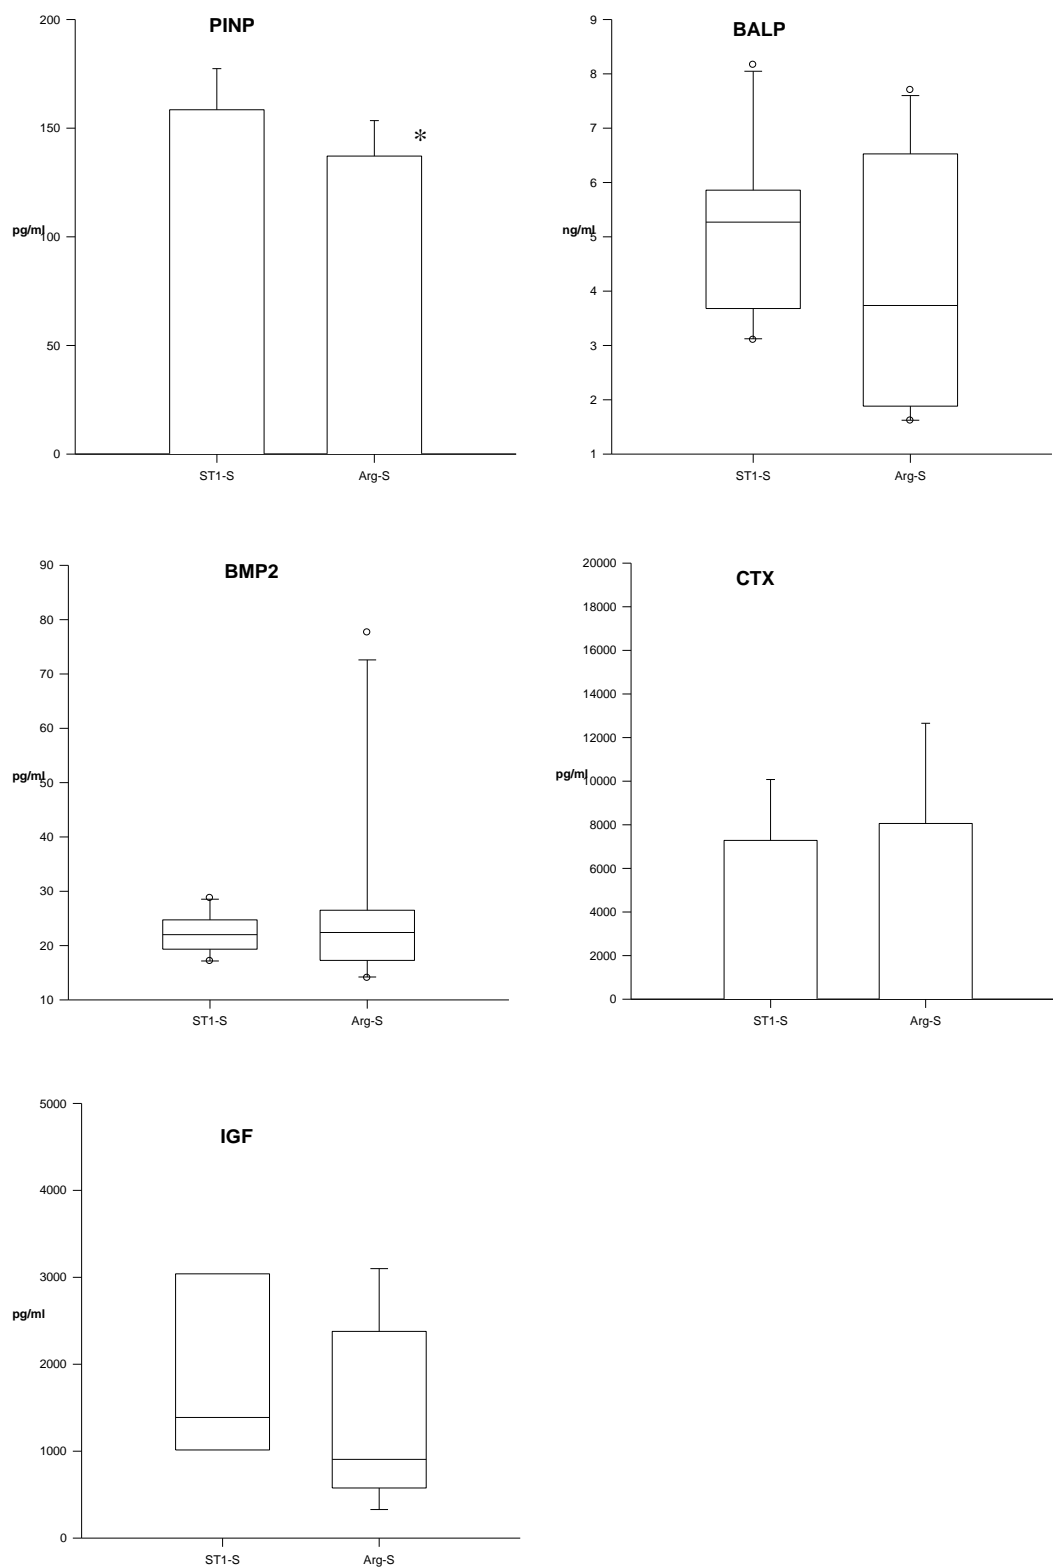 PINP
200
150
*
pg/ml
100
50
0
ST1-S
Arg-S
BALP
9
8
7
6
ng/ml
5
4
3
2
1
ST1-S
Arg-S
BMP2
90
80
70
60
pg/ml
50
40
30
20
10
ST1-S
Arg-S
CTX
20000
18000
16000
14000
12000
pg/ml
10000
8000
6000
4000
2000
0
ST1-S
Arg-S
IGF
5000
4000
3000
pg/ml
2000
1000
0
ST1-S
Arg-S